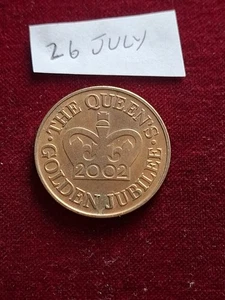 26 JULY
THE QUEEN'S
2002
GOLDEN JUBILEE